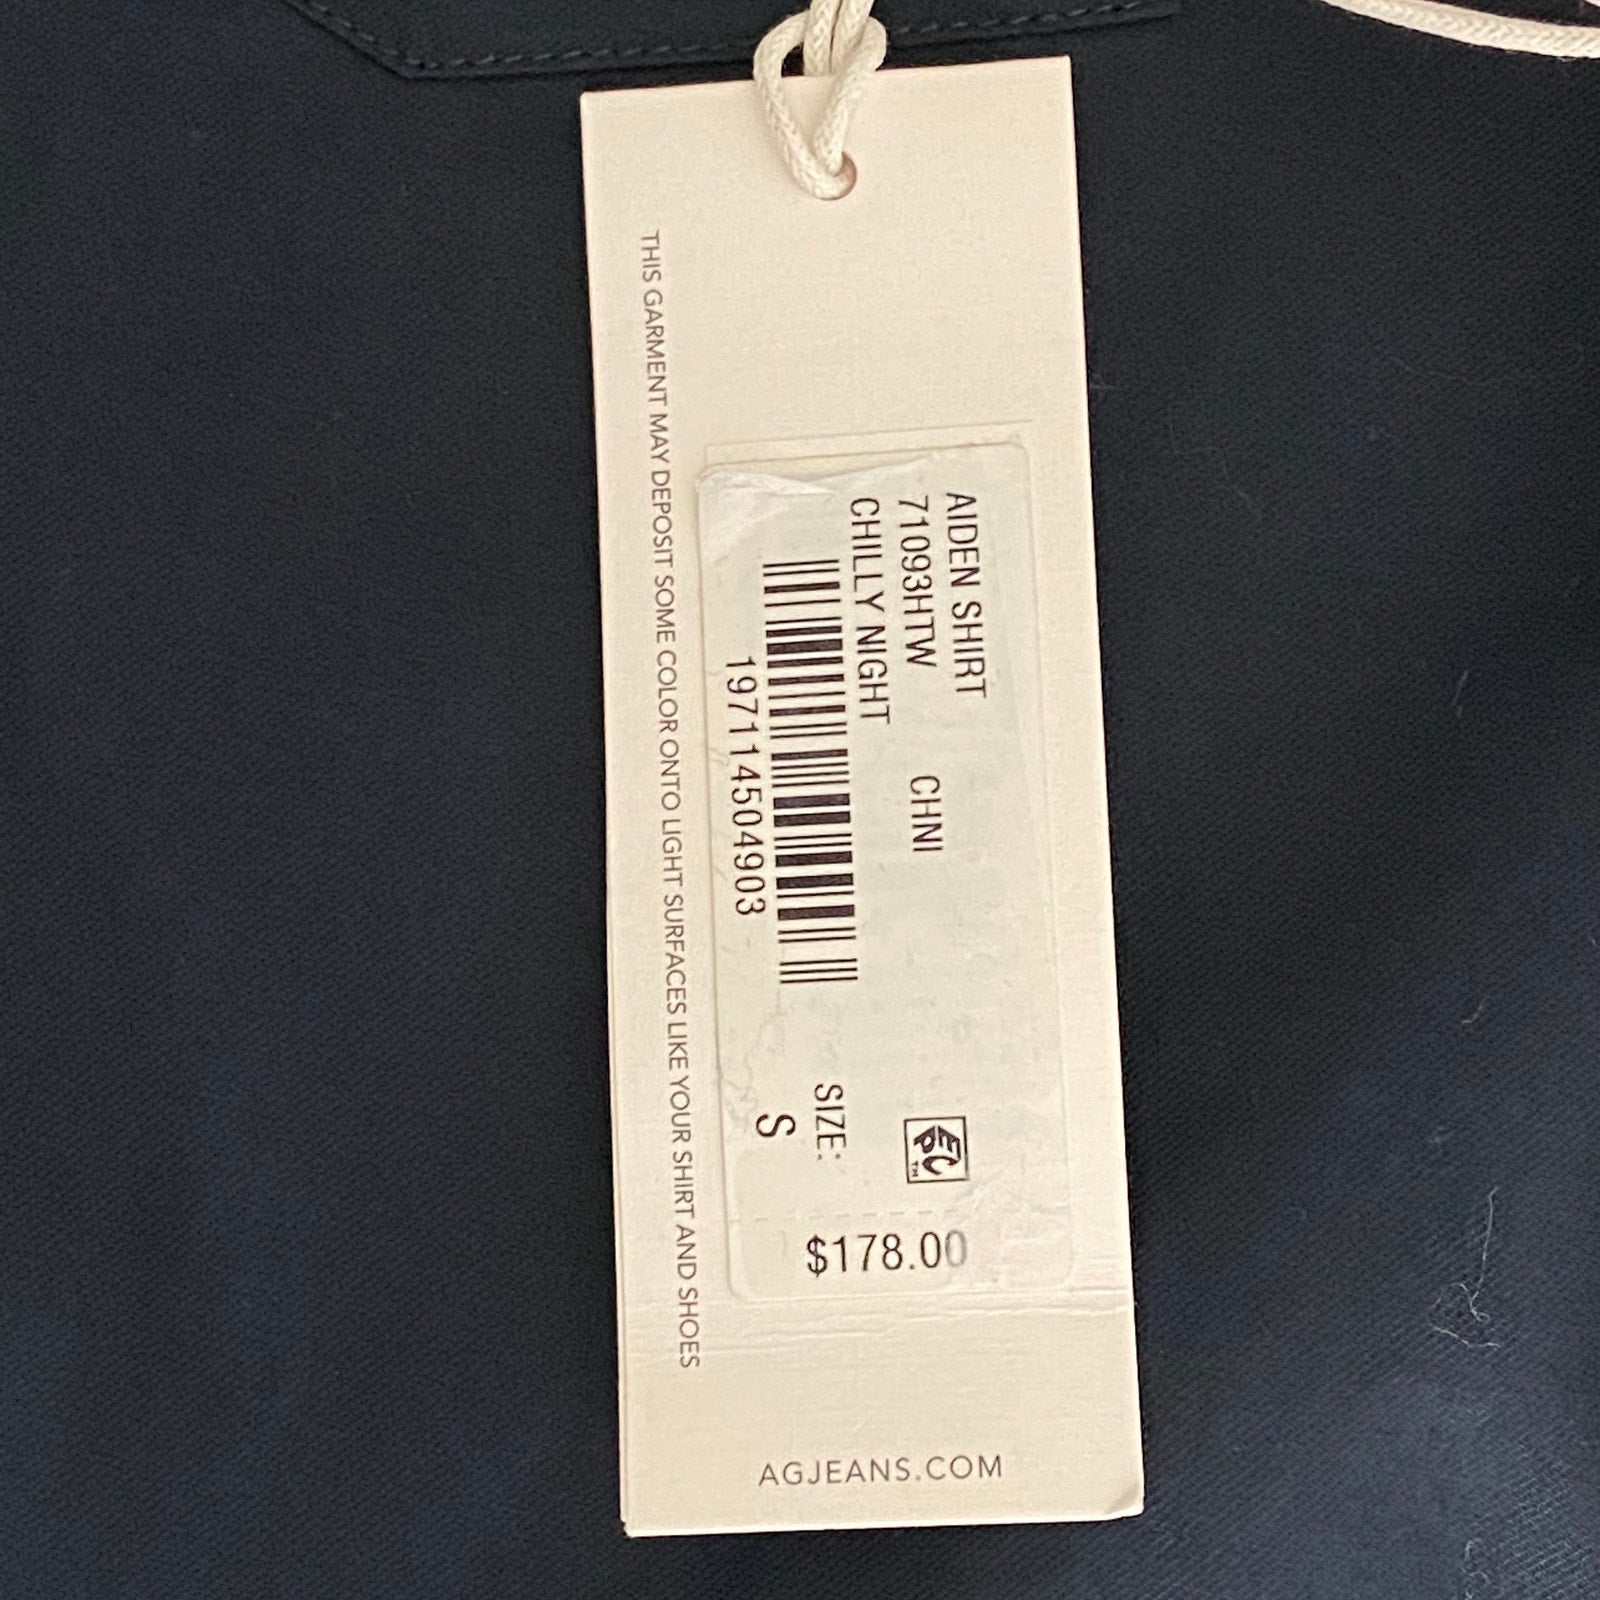 THIS GARMENT MAY DEPOSIT SOME COLOR ONTO LIGHT SURFACES LIKE YOUR SHIRT AND SHOES
AIDEN SHIRT
71093HTW CHNI
CHILLY NIGHT
197114504903
EPC™
SIZE:
S
$178.00
AGJEANS.COM